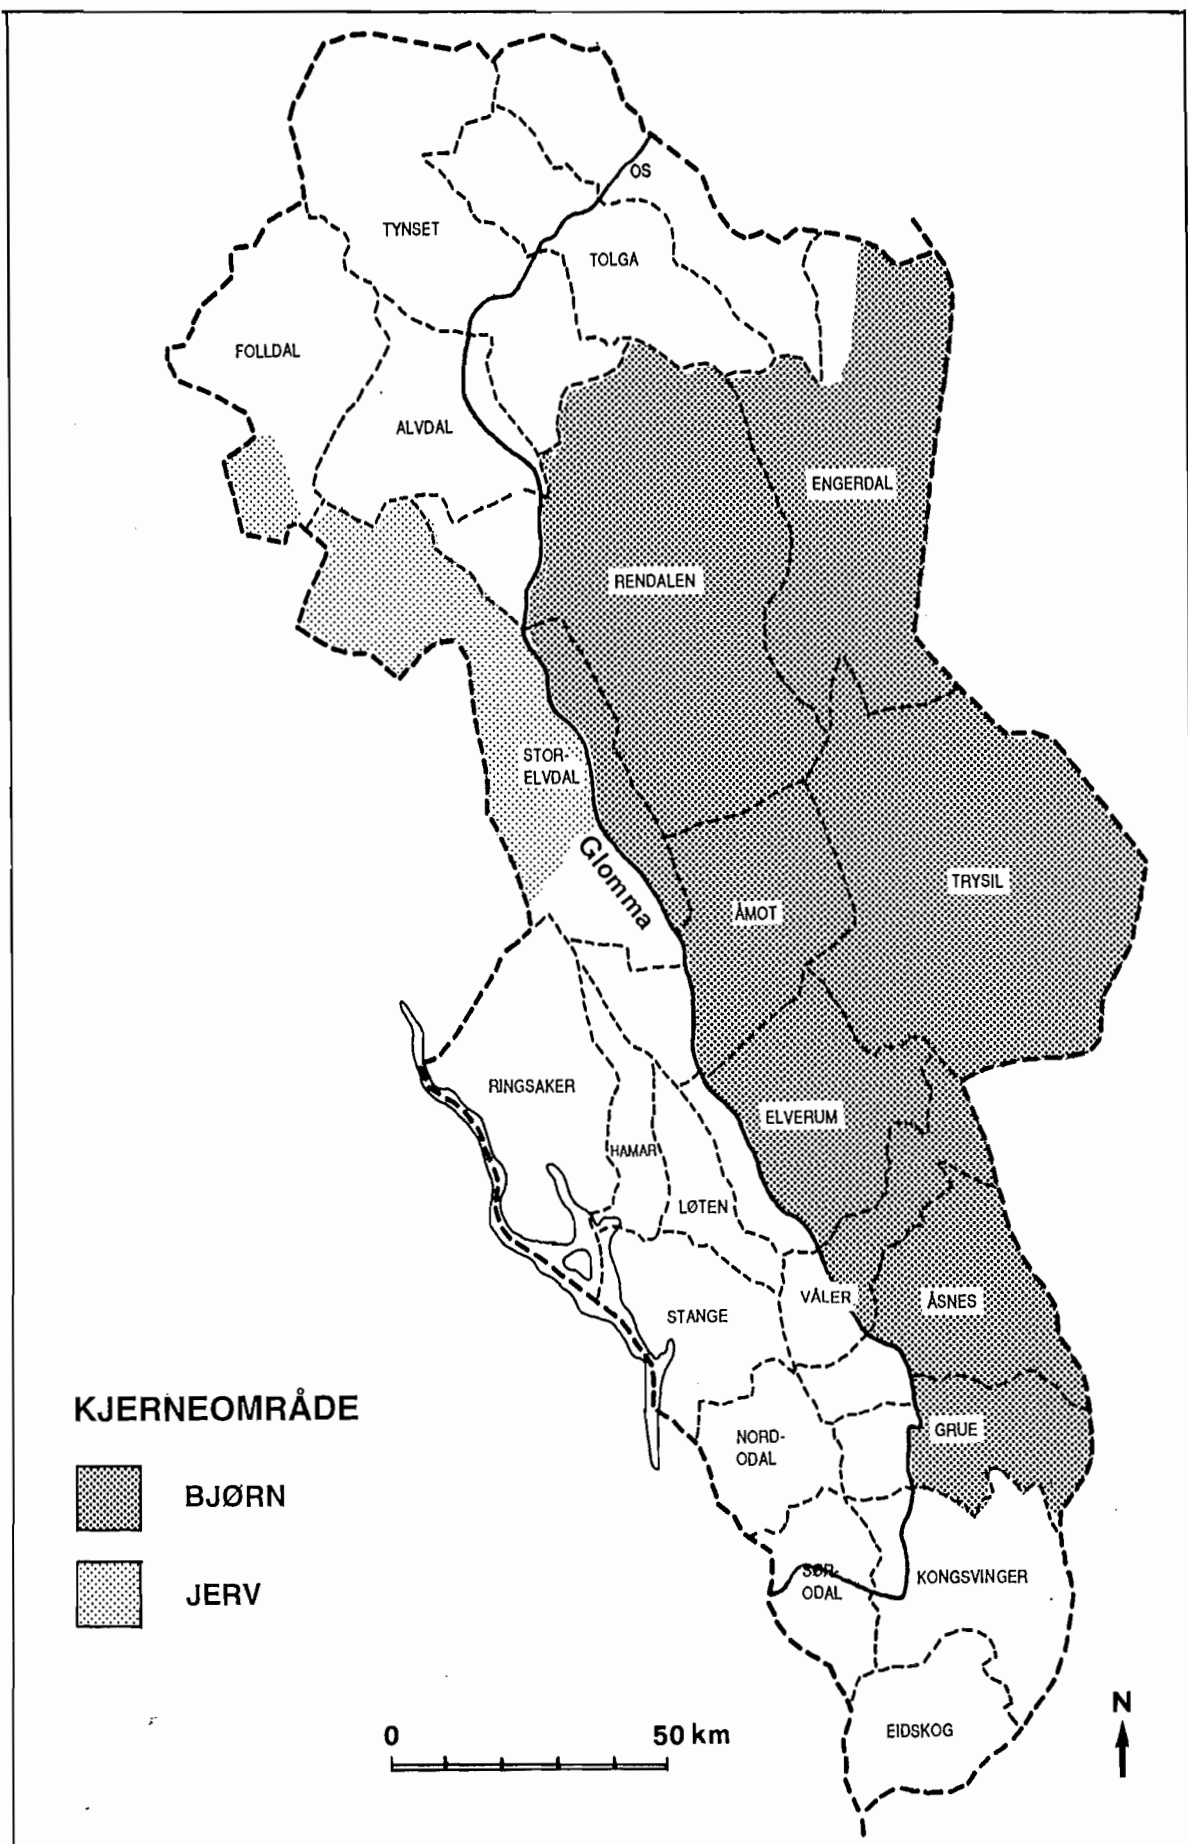 OS
TYNSET
TOLGA
FOLLDAL
ALVDAL
ENGERDAL
RENDALEN
STOR-
ELVDAL
Glomma
TRYSIL
ÅMOT
RINGSAKER
ELVERUM
HAMAR
LØTEN
VÅLER
ÅSNES
STANGE
KJERNEOMRÅDE
GRUE
NORD-
ODAL
BJØRN
SØR-
ODAL
KONGSVINGER
JERV
N
0 50 km
EIDSKOG